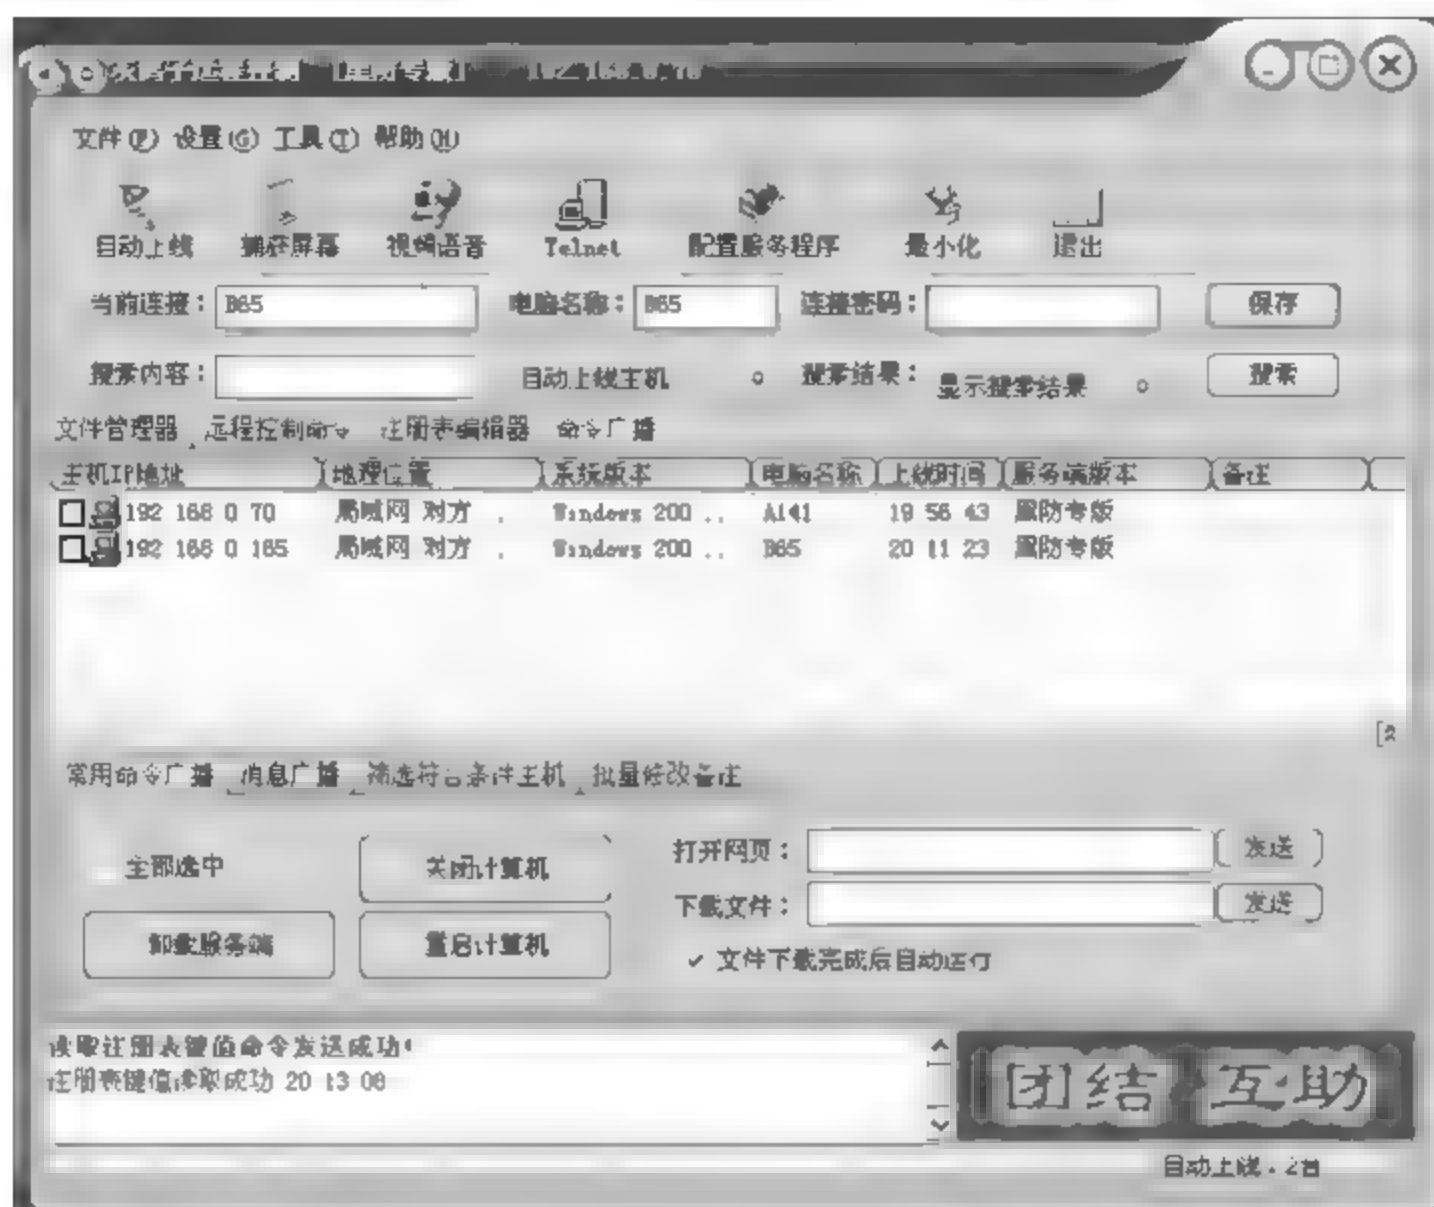 文件(F) 设置(G) 工具(T) 帮助(H)
自动上线 捕获屏幕 视频语音 Telnet 配置服务程序 最小化 退出
当前连接： B65 电脑名称： B65 连接密码： 保存
搜索内容： 自动上线主机 0 搜索结果： 显示搜索结果 0 搜索
文件管理器 远程控制命令 注册表编辑器 命令广播
主机IP地址 地理位置 系统版本 电脑名称 上线时间 服务端版本 备注
192 168 0 70 局域网 对方 . Windows 200 .. A141 19 56 43 黑防专版
192 168 0 165 局域网 对方 . Windows 200 .. B65 20 11 23 黑防专版
常用命令广播 消息广播 筛选符合条件主机 批量修改备注
全部选中 关闭计算机 打开网页： 发送
卸载服务端 重启计算机 下载文件： 发送
文件下载完成后自动运行
读取注册表键值命令发送成功!
注册表键值读取成功 20 13 08
团结 互助
自动上线：2台